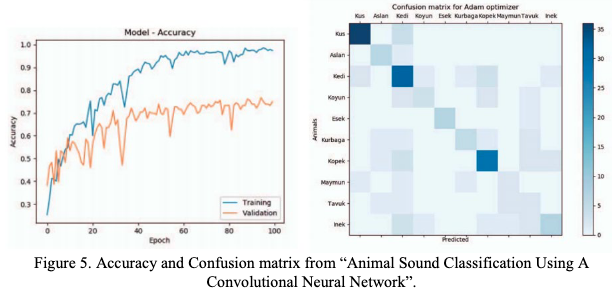 Model - Accuracy
1.0
0.9
0.8
0.7
0.6
0.5
0.4
0.3
Accuracy
0 20 40 60 80 100
Epoch
Training
Validation
Confusion matrix for Adam optimizer
Kus Aslan Kedi Koyun Esek Kurbaga Kopek Maymun Tavuk Inek
Kus
Aslan
Kedi
Koyun
Esek
Kurbaga
Kopek
Maymun
Tavuk
Inek
Animals
Predicted
35
30
25
20
15
10
5
0
Figure 5. Accuracy and Confusion matrix from “Animal Sound Classification Using A
Convolutional Neural Network”.